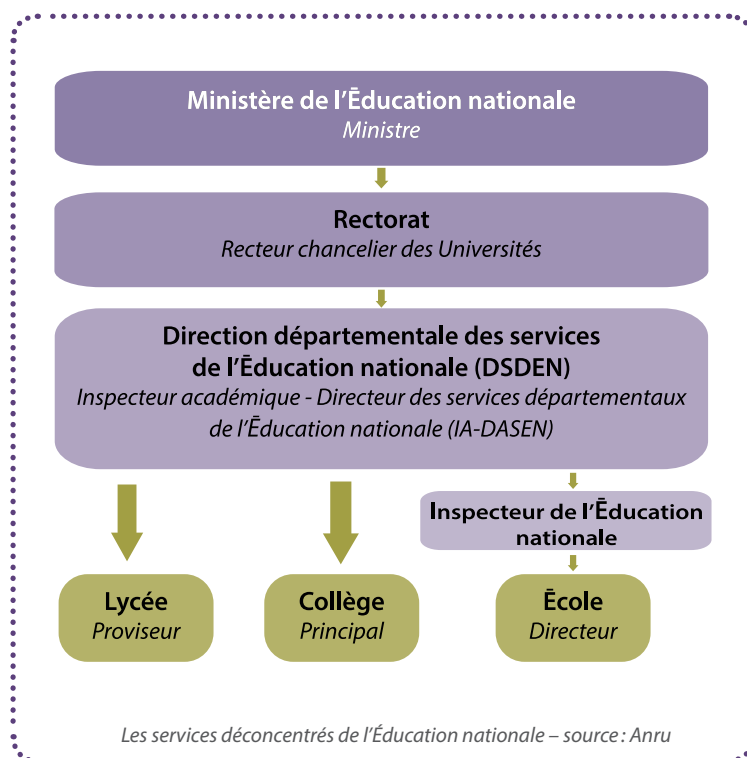 Ministère de l'Ēducation nationale
Ministre
Rectorat
Recteur chancelier des Universités
Direction départementale des services
de l'Ēducation nationale (DSDEN)
Inspecteur académique - Directeur des services départementaux
de l'Ēducation nationale (IA-DASEN)
Inspecteur de l'Ēducation
nationale
Lycée
Proviseur
Collège
Principal
Ēcole
Directeur
Les services déconcentrés de l'Éducation nationale – source : Anru